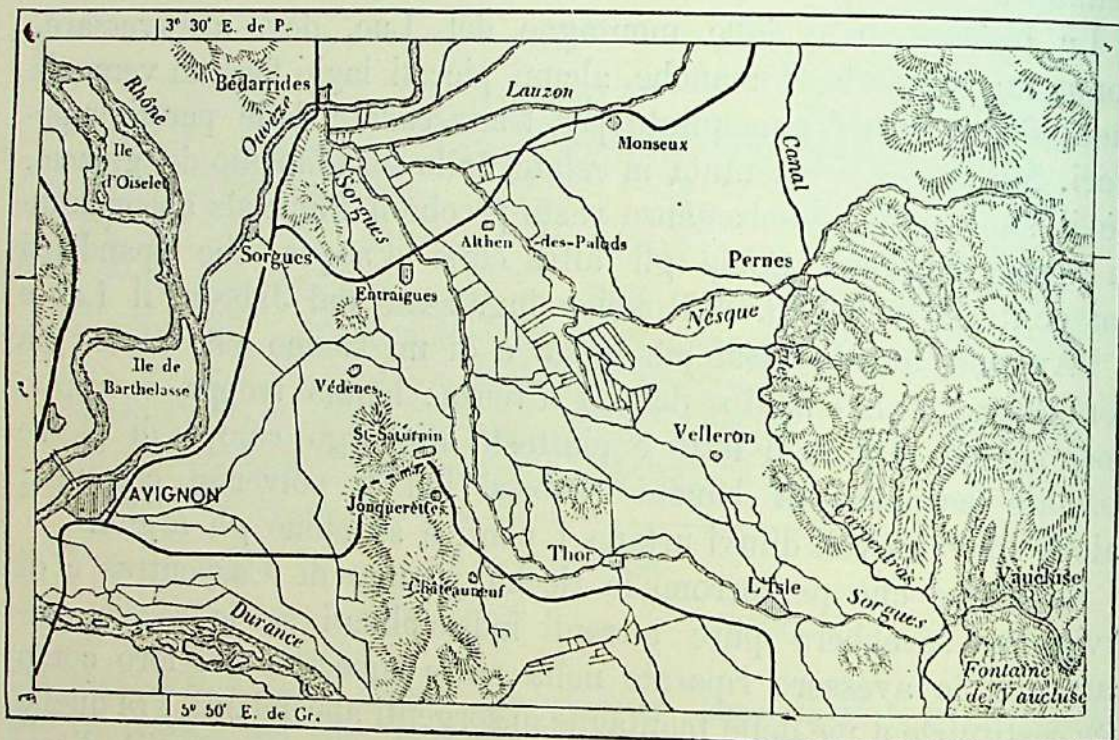 3° 30' E. de P.
Bédarrides
Rhône
Ouvèze
Lauzon
Ile
l'Oiselet
Monseux
Canal
Sorgues
Althen -des-Paluds
Sorgues
Pernes
Entraigues
Nesque
Ile de
Barthelasse
Védènes
de
Velleron
St-Saturnin
AVIGNON
Jonquerettes
Carpentras
Thor
Vaucluse
Châteauneuf
L'Isle
Sorgues
Durance
Fontaine
de Vaucluse
5° 50' E. de Gr.